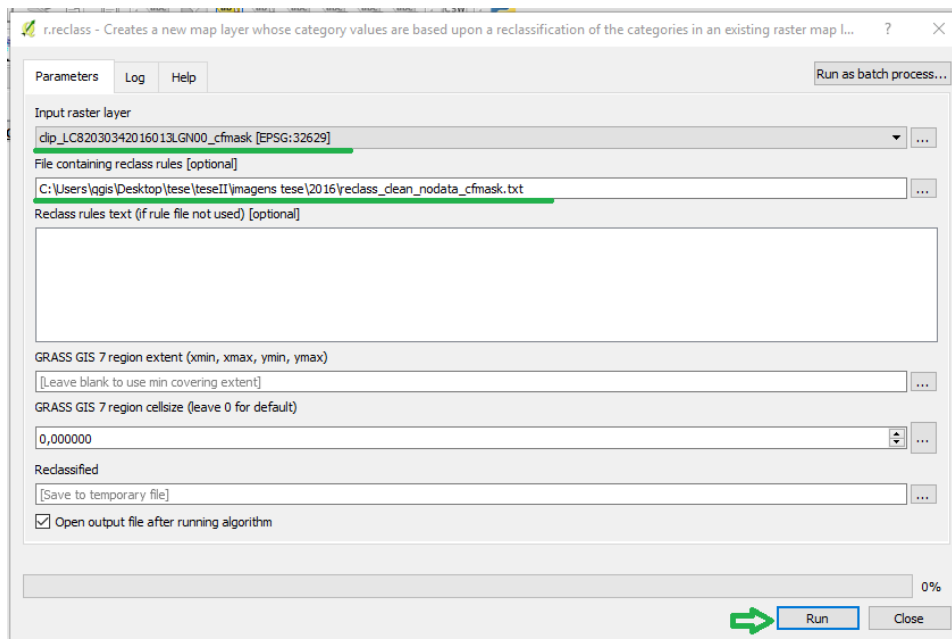 r.reclass - Creates a new map layer whose category values are based upon a reclassification of the categories in an existing raster map l... ?
Parameters Log Help Run as batch process...
Input raster layer
clip_LC82030342016013LGN00_cfmask [EPSG:32629] ...
File containing reclass rules [optional]
C:\Users\qgis\Desktop\tese\teseII\imagens tese\2016\reclass_clean_nodata_cfmask.txt ...
Reclass rules text (if rule file not used) [optional]
GRASS GIS 7 region extent (xmin, xmax, ymin, ymax)
[Leave blank to use min covering extent] ...
GRASS GIS 7 region cellsize (leave 0 for default)
0,000000 ...
Reclassified
[Save to temporary file] ...
Open output file after running algorithm
0%
Run Close